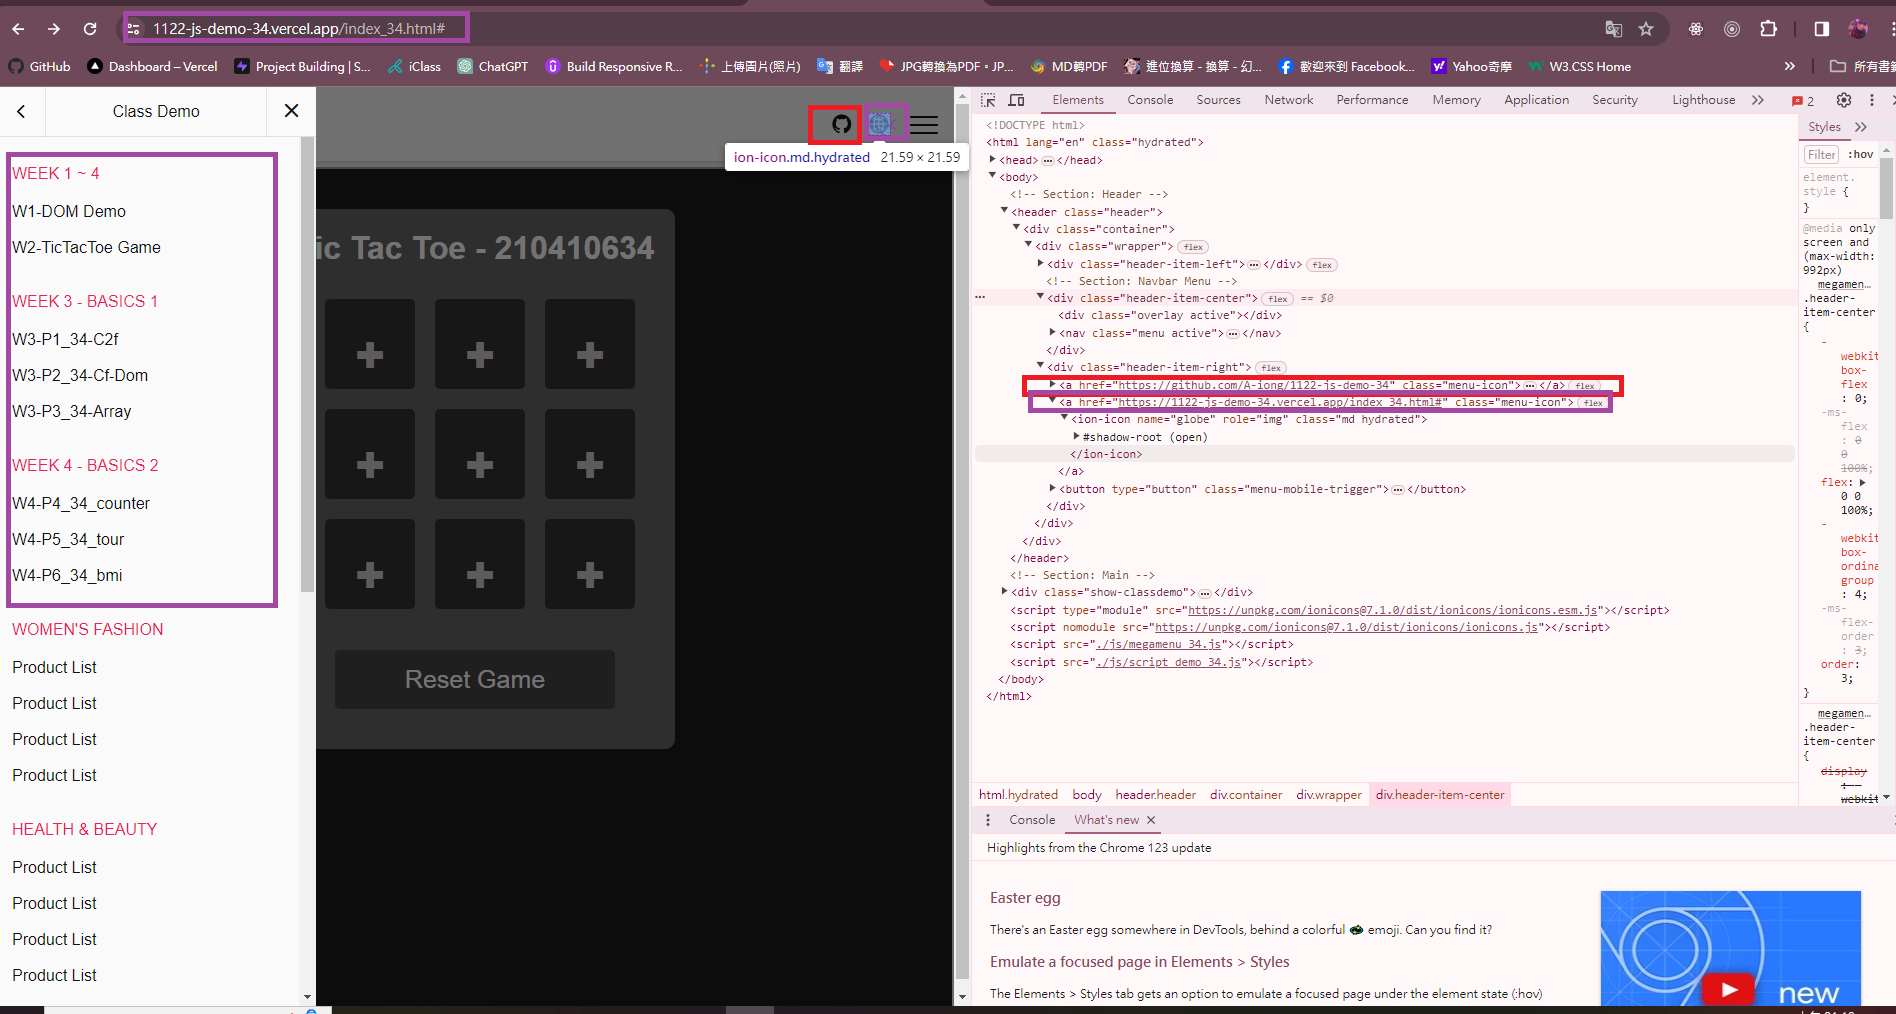 1122-js-demo-34.vercel.app/index_34.html#
GitHub
Dashboard – Vercel
Project Building | S...
iClass
ChatGPT
Build Responsive R...
上傳圖片(照片)
翻譯
JPG轉換為PDF。JP...
MD轉PDF
進位換算 - 換算 - 幻...
歡迎來到 Facebook...
Yahoo奇摩
W3.CSS Home
所有書籤
Class Demo
WEEK 1 ~ 4
W1-DOM Demo
W2-TicTacToe Game
WEEK 3 - BASICS 1
W3-P1_34-C2f
W3-P2_34-Cf-Dom
W3-P3_34-Array
WEEK 4 - BASICS 2
W4-P4_34_counter
W4-P5_34_tour
W4-P6_34_bmi
WOMEN'S FASHION
Product List
Product List
Product List
Product List
HEALTH & BEAUTY
Product List
Product List
Product List
Product List
ion-icon.md.hydrated 21.59 × 21.59
ic Tac Toe - 210410634
Reset Game
Elements Console Sources Network Performance Memory Application Security Lighthouse 2
<!DOCTYPE html>
<html lang="en" class="hydrated">
<head> ... </head>
<body>
<!-- Section: Header -->
<header class="header">
<div class="container">
<div class="wrapper"> flex
<div class="header-item-left"> ... </div> flex
<!-- Section: Navbar Menu -->
<div class="header-item-center"> flex == $0
<div class="overlay active"></div>
<nav class="menu active"> ... </nav>
</div>
<div class="header-item-right"> flex
<a href="https://github.com/A-iong/1122-js-demo-34" class="menu-icon"> ... </a> flex
<a href="https://1122-js-demo-34.vercel.app/index_34.html#" class="menu-icon"> flex
<ion-icon name="globe" role="img" class="md hydrated">
#shadow-root (open)
</ion-icon>
</a>
<button type="button" class="menu-mobile-trigger"> ... </button>
</div>
</div>
</div>
</header>
<!-- Section: Main -->
<div class="show-classdemo"> ... </div>
<script type="module" src="https://unpkg.com/ionicons@7.1.0/dist/ionicons/ionicons.esm.js"></script>
<script nomodule src="https://unpkg.com/ionicons@7.1.0/dist/ionicons/ionicons.js"></script>
<script src="./js/megamenu_34.js"></script>
<script src="./js/script_demo_34.js"></script>
</body>
</html>
Styles
Filter :hov
element.
style {
}
@media only
screen and
(max-width:
992px)
megamen…
.header-
item-center
{
-
webkit
box-
flex
: 0;
-ms-
flex
: 0
0
100%;
flex:
0 0
100%;
-
webkit
box-
ordina
group
: 4;
-ms-
flex-
order
: 3;
order:
3;
}
megamen…
.header-
item-center
{
display
:
webkit
html.hydrated body header.header div.container div.wrapper div.header-item-center
Console What's new
Highlights from the Chrome 123 update
Easter egg
There's an Easter egg somewhere in DevTools, behind a colorful emoji. Can you find it?
Emulate a focused page in Elements > Styles
The Elements > Styles tab gets an option to emulate a focused page under the element state (:hov)
new